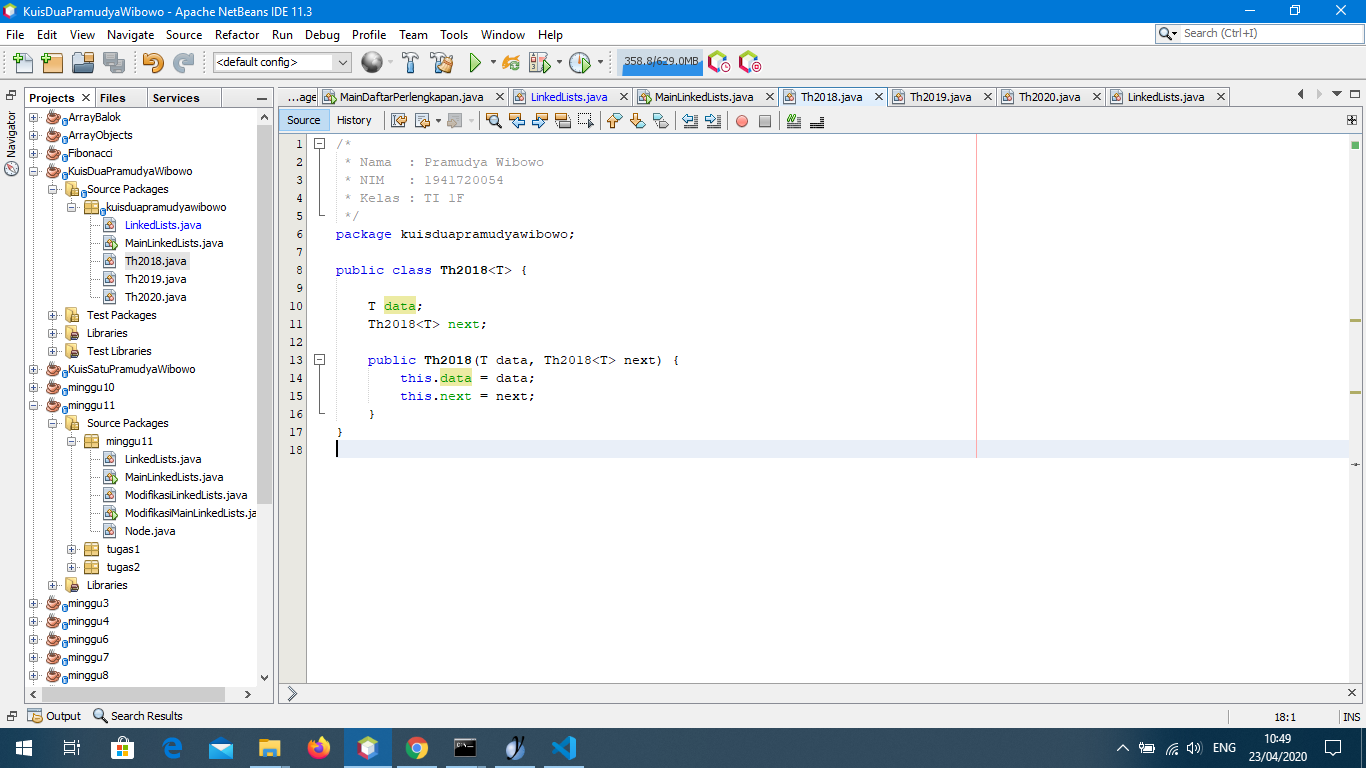 KuisDuaPramudyaWibowo - Apache NetBeans IDE 11.3
File Edit View Navigate Source Refactor Run Debug Profile Team Tools Window Help
Search (Ctrl+I)
<default config>
358.8/629.0MB
Projects Files Services
...age MainDaftarPerlengkapan.java LinkedLists.java MainLinkedLists.java Th2018.java Th2019.java Th2020.java LinkedLists.java
Navigator
Source History
ArrayBalok
ArrayObjects
Fibonacci
KuisDuaPramudyaWibowo
Source Packages
kuisduapramudyawibowo
LinkedLists.java
MainLinkedLists.java
Th2018.java
Th2019.java
Th2020.java
Test Packages
Libraries
Test Libraries
KuisSatuPramudyaWibowo
minggu10
minggu11
Source Packages
minggu11
LinkedLists.java
MainLinkedLists.java
ModifikasiLinkedLists.java
ModifikasiMainLinkedLists.ja
Node.java
tugas1
tugas2
Libraries
minggu3
minggu4
minggu6
minggu7
minggu8
1 /*
2 * Nama : Pramudya Wibowo
3 * NIM : 1941720054
4 * Kelas : TI 1F
5 */
6 package kuisduapramudyawibowo;
7
8 public class Th2018<T> {
9
10 T data;
11 Th2018<T> next;
12
13 public Th2018(T data, Th2018<T> next) {
14 this.data = data;
15 this.next = next;
16 }
17 }
18
Output Search Results
18:1 INS
ENG
10:49
23/04/2020